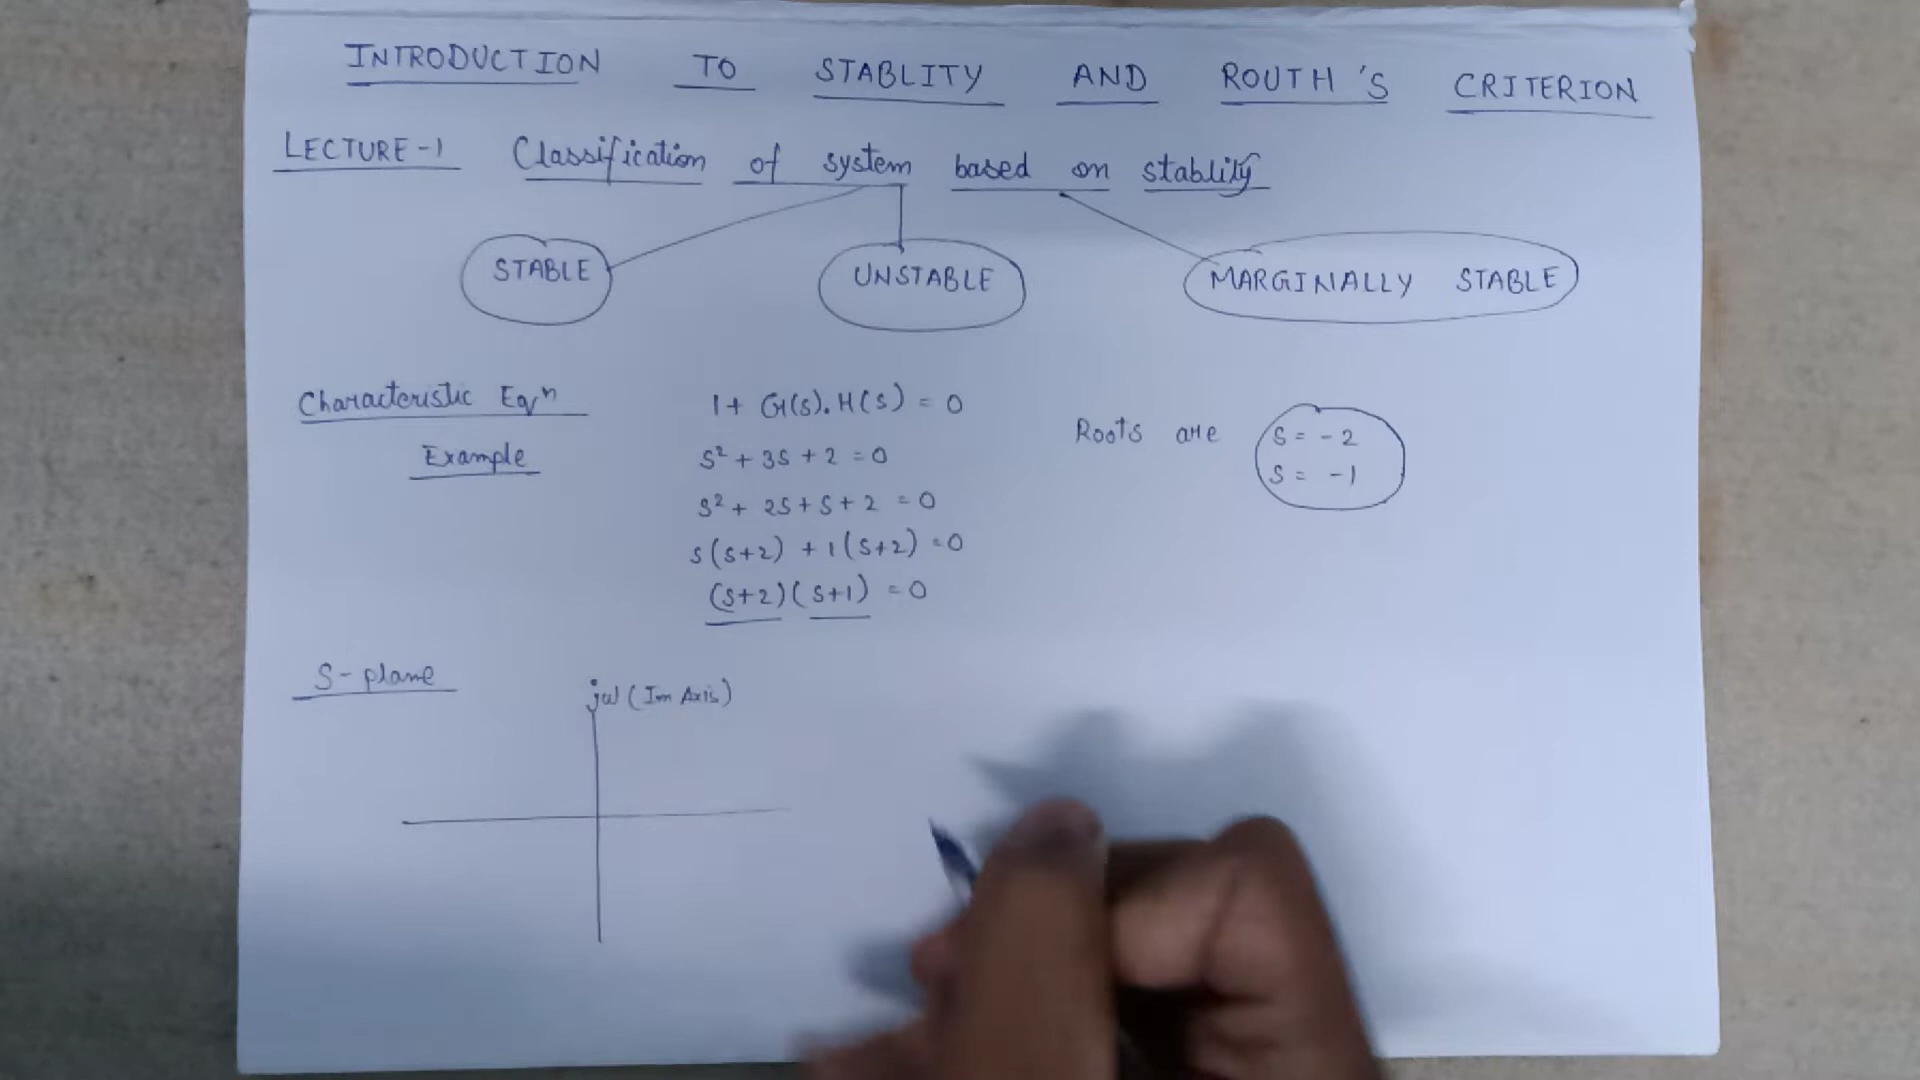 INTRODUCTION TO STABLITY AND ROUTH'S CRITERION
LECTURE-1 Classification of system based on stablity
STABLE UNSTABLE MARGINALLY STABLE
Characteristic Eqⁿ 1 + G(s).H(s) = 0
Roots are s = -2
Example s² + 3s + 2 = 0
s = -1
s² + 2s + s + 2 = 0
s(s+2) + 1(s+2) = 0
(s+2)(s+1) = 0
S-plane
jω (Im Axis)